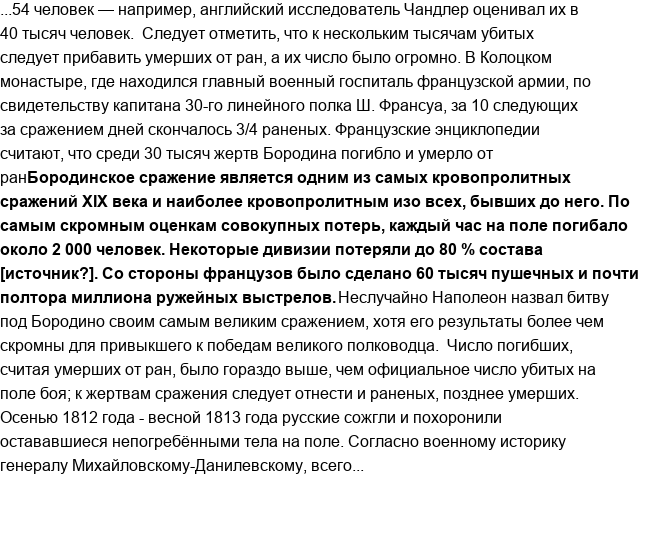 ...54 человек — например, английский исследователь Чандлер оценивал их в
40 тысяч человек.  Следует отметить, что к нескольким тысячам убитых
следует прибавить умерших от ран, а их число было огромно. В Колоцком
монастыре, где находился главный военный госпиталь французской армии, по
свидетельству капитана 30-го линейного полка Ш. Франсуа, за 10 следующих
за сражением дней скончалось 3/4 раненых. Французские энциклопедии
считают, что среди 30 тысяч жертв Бородина погибло и умерло от
ранБородинское сражение является одним из самых кровопролитных
сражений XIX века и наиболее кровопролитным изо всех, бывших до него. По
самым скромным оценкам совокупных потерь, каждый час на поле погибало
около 2 000 человек. Некоторые дивизии потеряли до 80 % состава
[источник?]. Со стороны французов было сделано 60 тысяч пушечных и почти
полтора миллиона ружейных выстрелов. Неслучайно Наполеон назвал битву
под Бородино своим самым великим сражением, хотя его результаты более чем
скромны для привыкшего к победам великого полководца.  Число погибших,
считая умерших от ран, было гораздо выше, чем официальное число убитых на
поле боя; к жертвам сражения следует отнести и раненых, позднее умерших.
Осенью 1812 года - весной 1813 года русские сожгли и похоронили
остававшиеся непогребёнными тела на поле. Согласно военному историку
генералу Михайловскому-Данилевскому, всего...